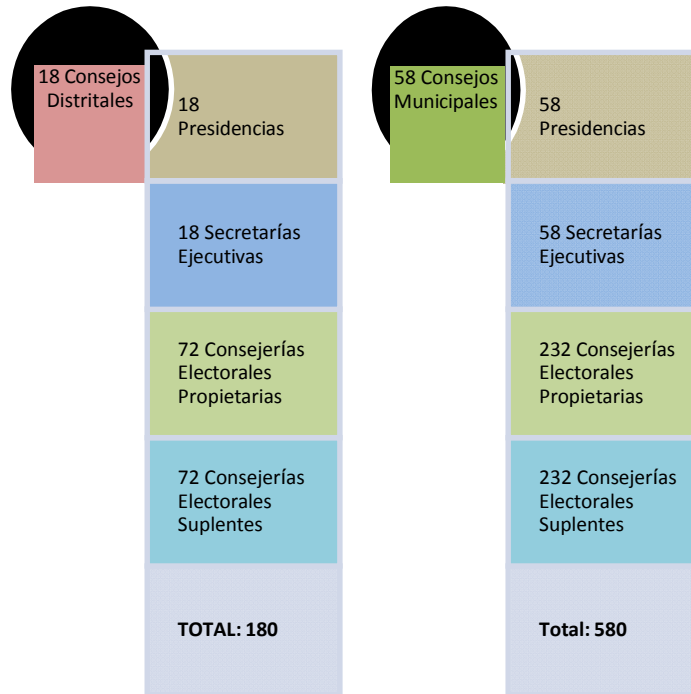 18 Consejos
Distritales
18
Presidencias
18 Secretarías
Ejecutivas
72 Consejerías
Electorales
Propietarias
72 Consejerías
Electorales
Suplentes
TOTAL: 180
58 Consejos
Municipales
58
Presidencias
58 Secretarías
Ejecutivas
232 Consejerías
Electorales
Propietarias
232 Consejerías
Electorales
Suplentes
Total: 580